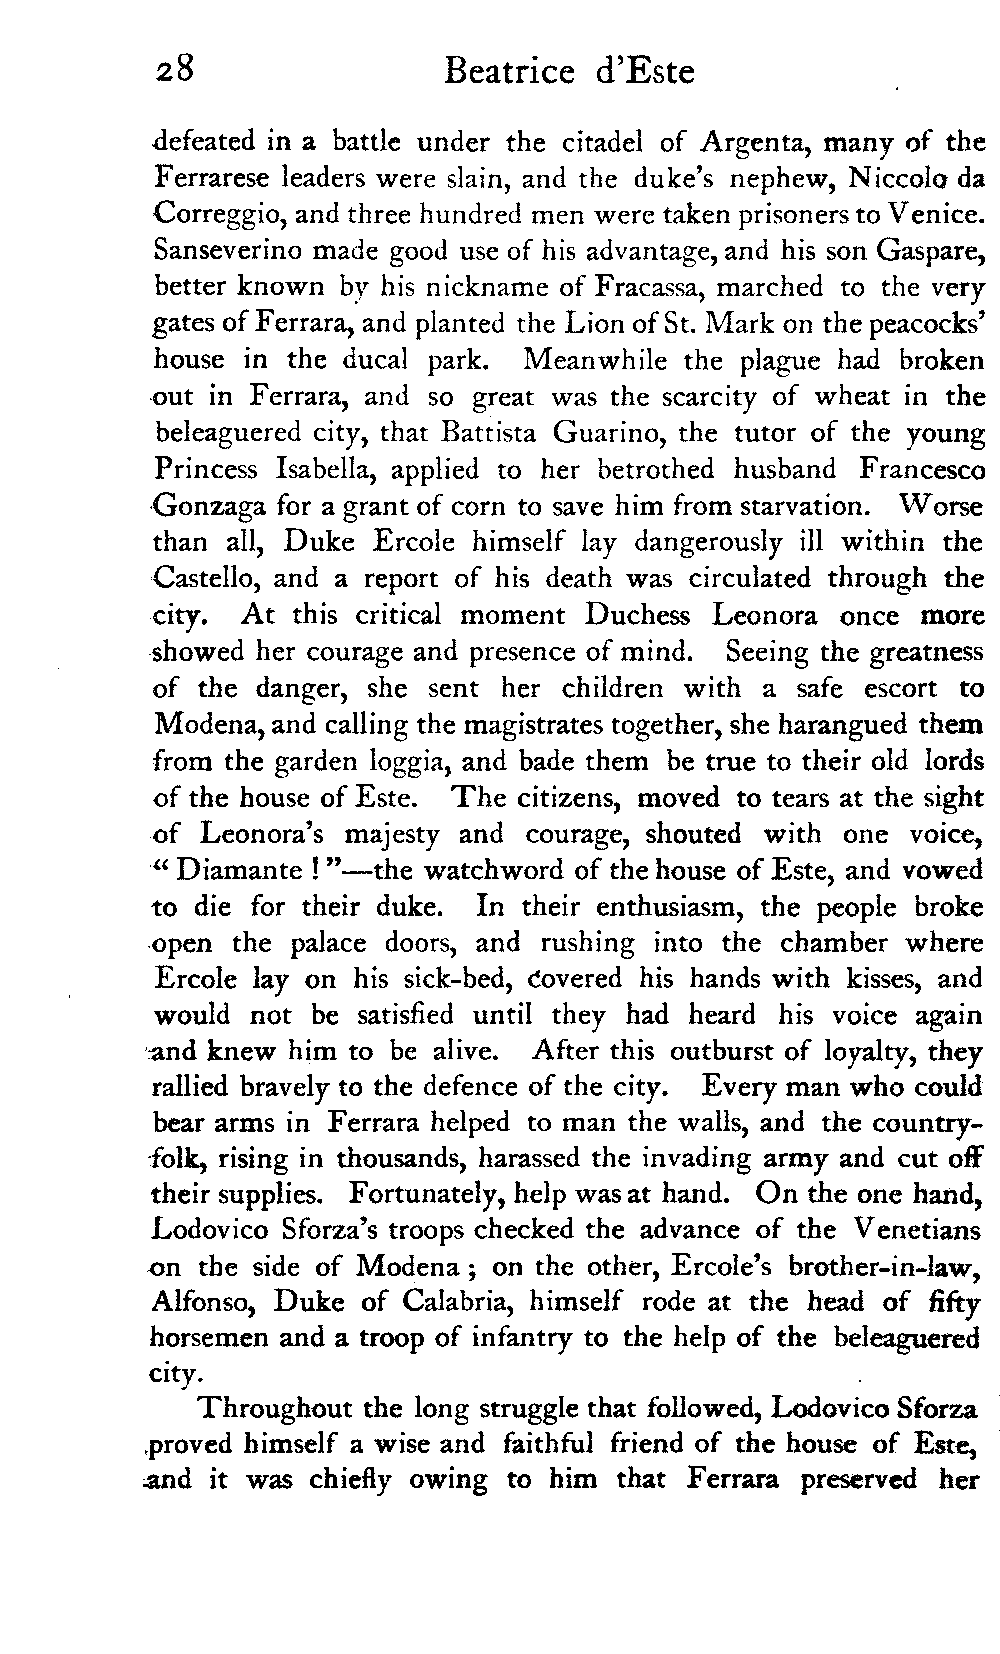 28 Beatrice d'Este
defeated in a battle under the citadel of Argenta, many of the
Ferrarese leaders were slain, and the duke's nephew, Niccolo da
Correggio, and three hundred men were taken prisoners to Venice.
Sanseverino made good use of his advantage, and his son Gaspare,
better known by his nickname of Fracassa, marched to the very
gates of Ferrara, and planted the Lion of St. Mark on the peacocks'
house in the ducal park. Meanwhile the plague had broken
out in Ferrara, and so great was the scarcity of wheat in the
beleaguered city, that Battista Guarino, the tutor of the young
Princess Isabella, applied to her betrothed husband Francesco
Gonzaga for a grant of corn to save him from starvation. Worse
than all, Duke Ercole himself lay dangerously ill within the
Castello, and a report of his death was circulated through the
city. At this critical moment Duchess Leonora once more
showed her courage and presence of mind. Seeing the greatness
of the danger, she sent her children with a safe escort to
Modena, and calling the magistrates together, she harangued them
from the garden loggia, and bade them be true to their old lords
of the house of Este. The citizens, moved to tears at the sight
of Leonora's majesty and courage, shouted with one voice,
"Diamante!"—the watchword of the house of Este, and vowed
to die for their duke. In their enthusiasm, the people broke
open the palace doors, and rushing into the chamber where
Ercole lay on his sick-bed, covered his hands with kisses, and
would not be satisfied until they had heard his voice again
and knew him to be alive. After this outburst of loyalty, they
rallied bravely to the defence of the city. Every man who could
bear arms in Ferrara helped to man the walls, and the country-
folk, rising in thousands, harassed the invading army and cut off
their supplies. Fortunately, help was at hand. On the one hand,
Lodovico Sforza's troops checked the advance of the Venetians
on the side of Modena; on the other, Ercole's brother-in-law,
Alfonso, Duke of Calabria, himself rode at the head of fifty
horsemen and a troop of infantry to the help of the beleaguered
city.
Throughout the long struggle that followed, Lodovico Sforza
proved himself a wise and faithful friend of the house of Este,
and it was chiefly owing to him that Ferrara preserved her